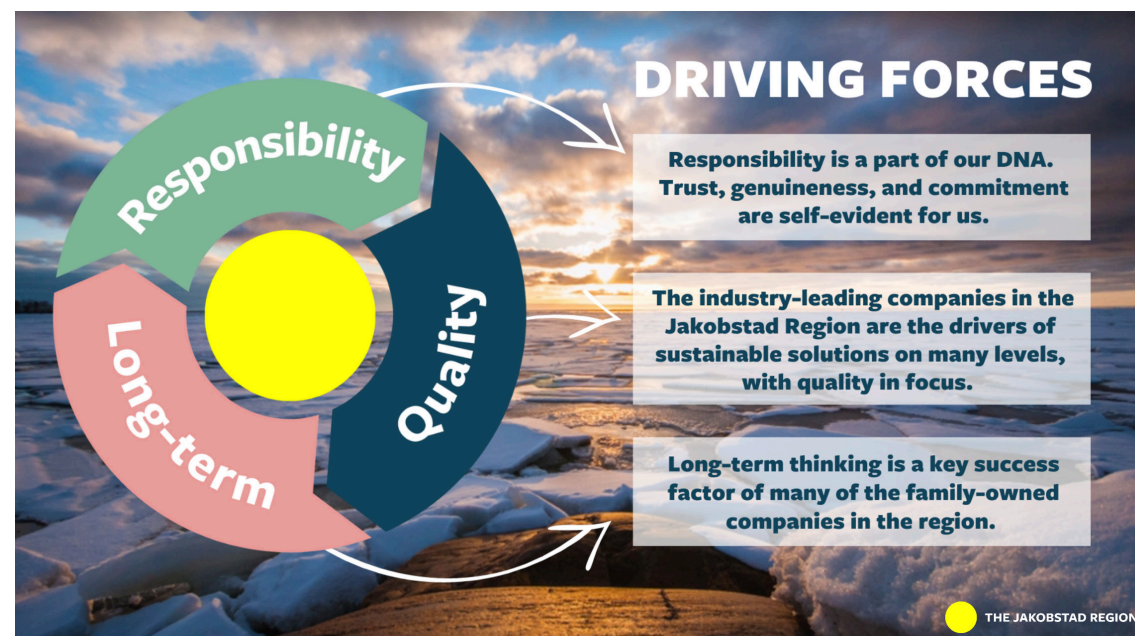 DRIVING FORCES
Responsibility
Quality
Long-term
Responsibility is a part of our DNA.
Trust, genuineness, and commitment
are self-evident for us.
The industry-leading companies in the
Jakobstad Region are the drivers of
sustainable solutions on many levels,
with quality in focus.
Long-term thinking is a key success
factor of many of the family-owned
companies in the region.
THE JAKOBSTAD REGION